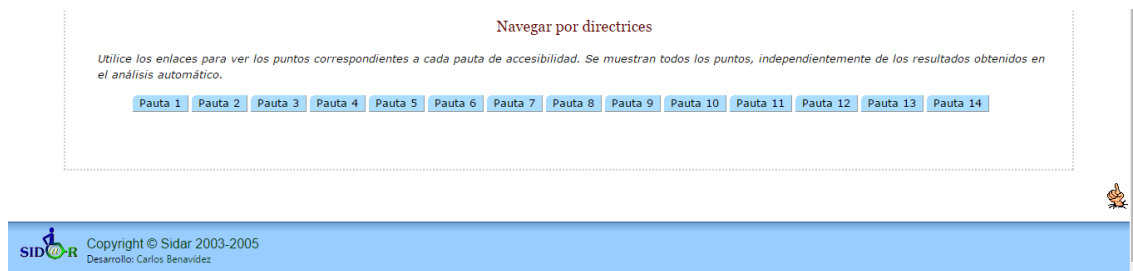 Navegar por directrices
Utilice los enlaces para ver los puntos correspondientes a cada pauta de accesibilidad. Se muestran todos los puntos, independientemente de los resultados obtenidos en
el análisis automático.
Pauta 1 Pauta 2 Pauta 3 Pauta 4 Pauta 5 Pauta 6 Pauta 7 Pauta 8 Pauta 9 Pauta 10 Pauta 11 Pauta 12 Pauta 13 Pauta 14
SID@R Copyright © Sidar 2003-2005
Desarrollo: Carlos Benavídez